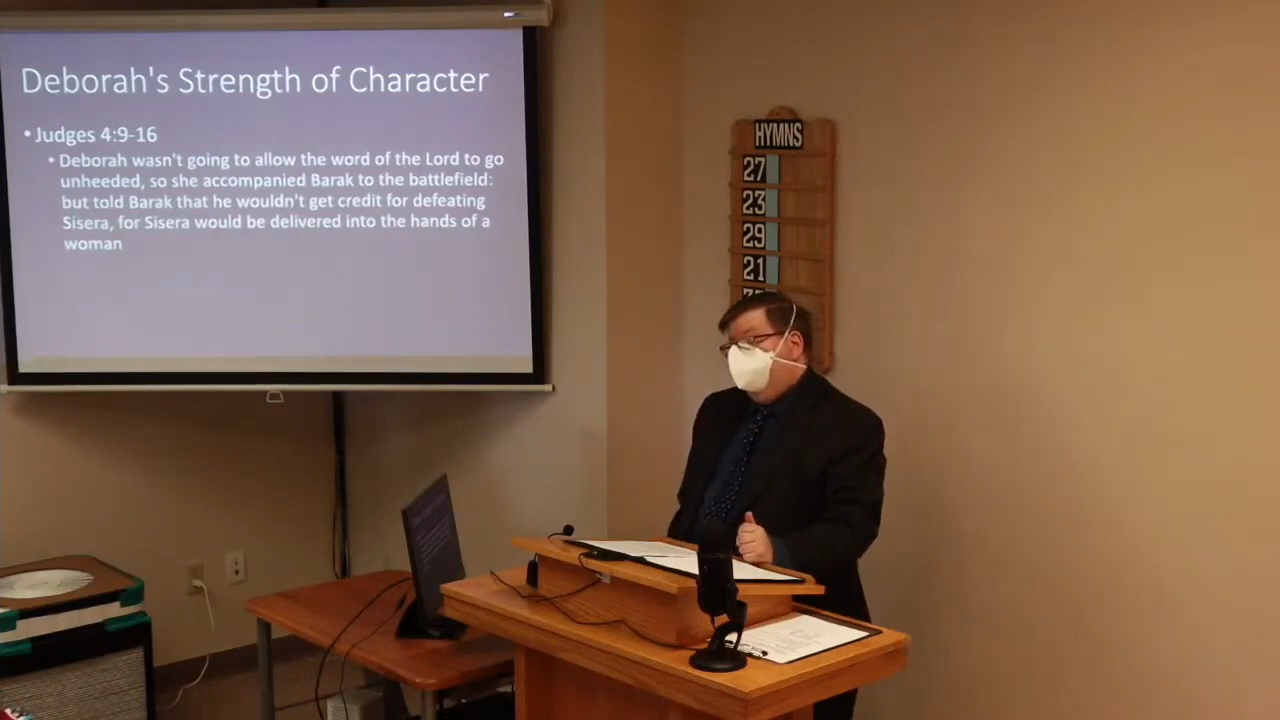 Deborah's Strength of Character
• Judges 4:9-16
• Deborah wasn't going to allow the word of the Lord to go
unheeded, so she accompanied Barak to the battlefield:
but told Barak that he wouldn't get credit for defeating
Sisera, for Sisera would be delivered into the hands of a
woman
HYMNS
27
23
29
21